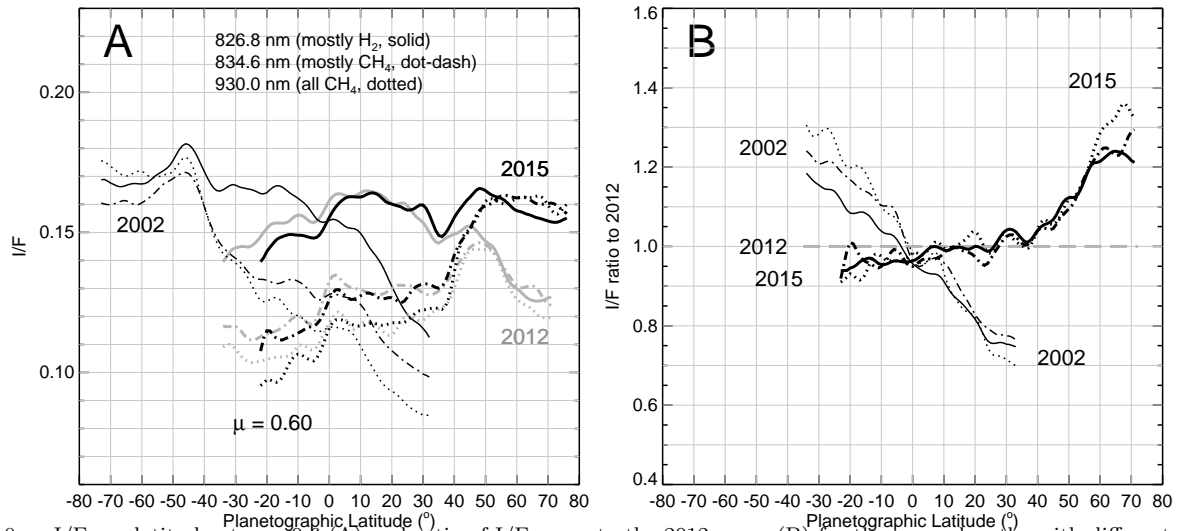 A
826.8 nm (mostly H2, solid)
834.6 nm (mostly CH4, dot-dash)
930.0 nm (all CH4, dotted)
2015
2002
2012
μ = 0.60
I/F
0.20
0.15
0.10
-80 -70 -60 -50 -40 -30 -20 -10 0 10 20 30 40 50 60 70 80
Planetographic Latitude (°)
B
2015
2002
2012
2015
2002
I/F ratio to 2012
1.6
1.4
1.2
1.0
0.8
0.6
0.4
-80 -70 -60 -50 -40 -30 -20 -10 0 10 20 30 40 50 60 70 80
Planetographic Latitude (°)